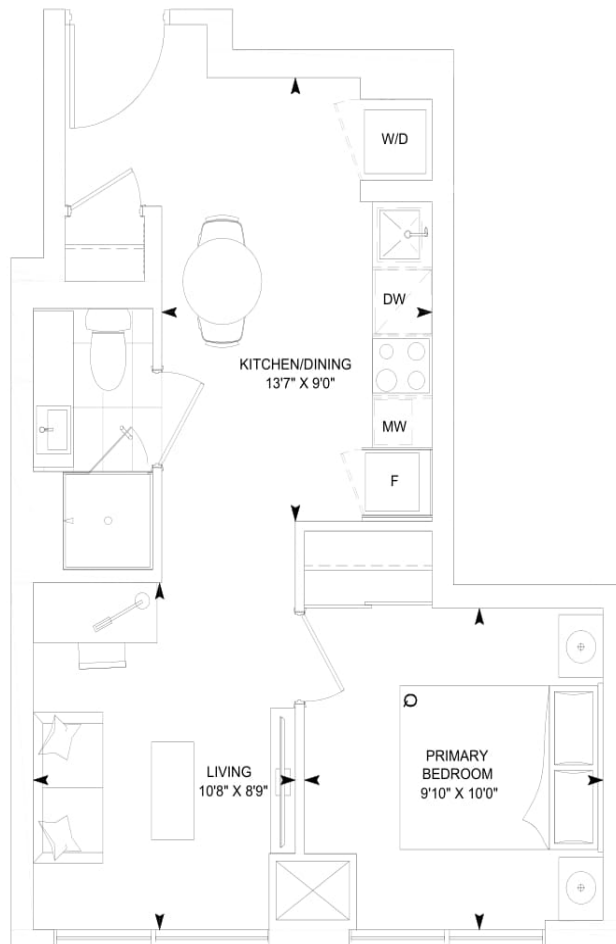 W/D
DW
KITCHEN/DINING
13'7" X 9'0"
MW
F
LIVING
10'8" X 8'9"
PRIMARY
BEDROOM
9'10" X 10'0"
Q